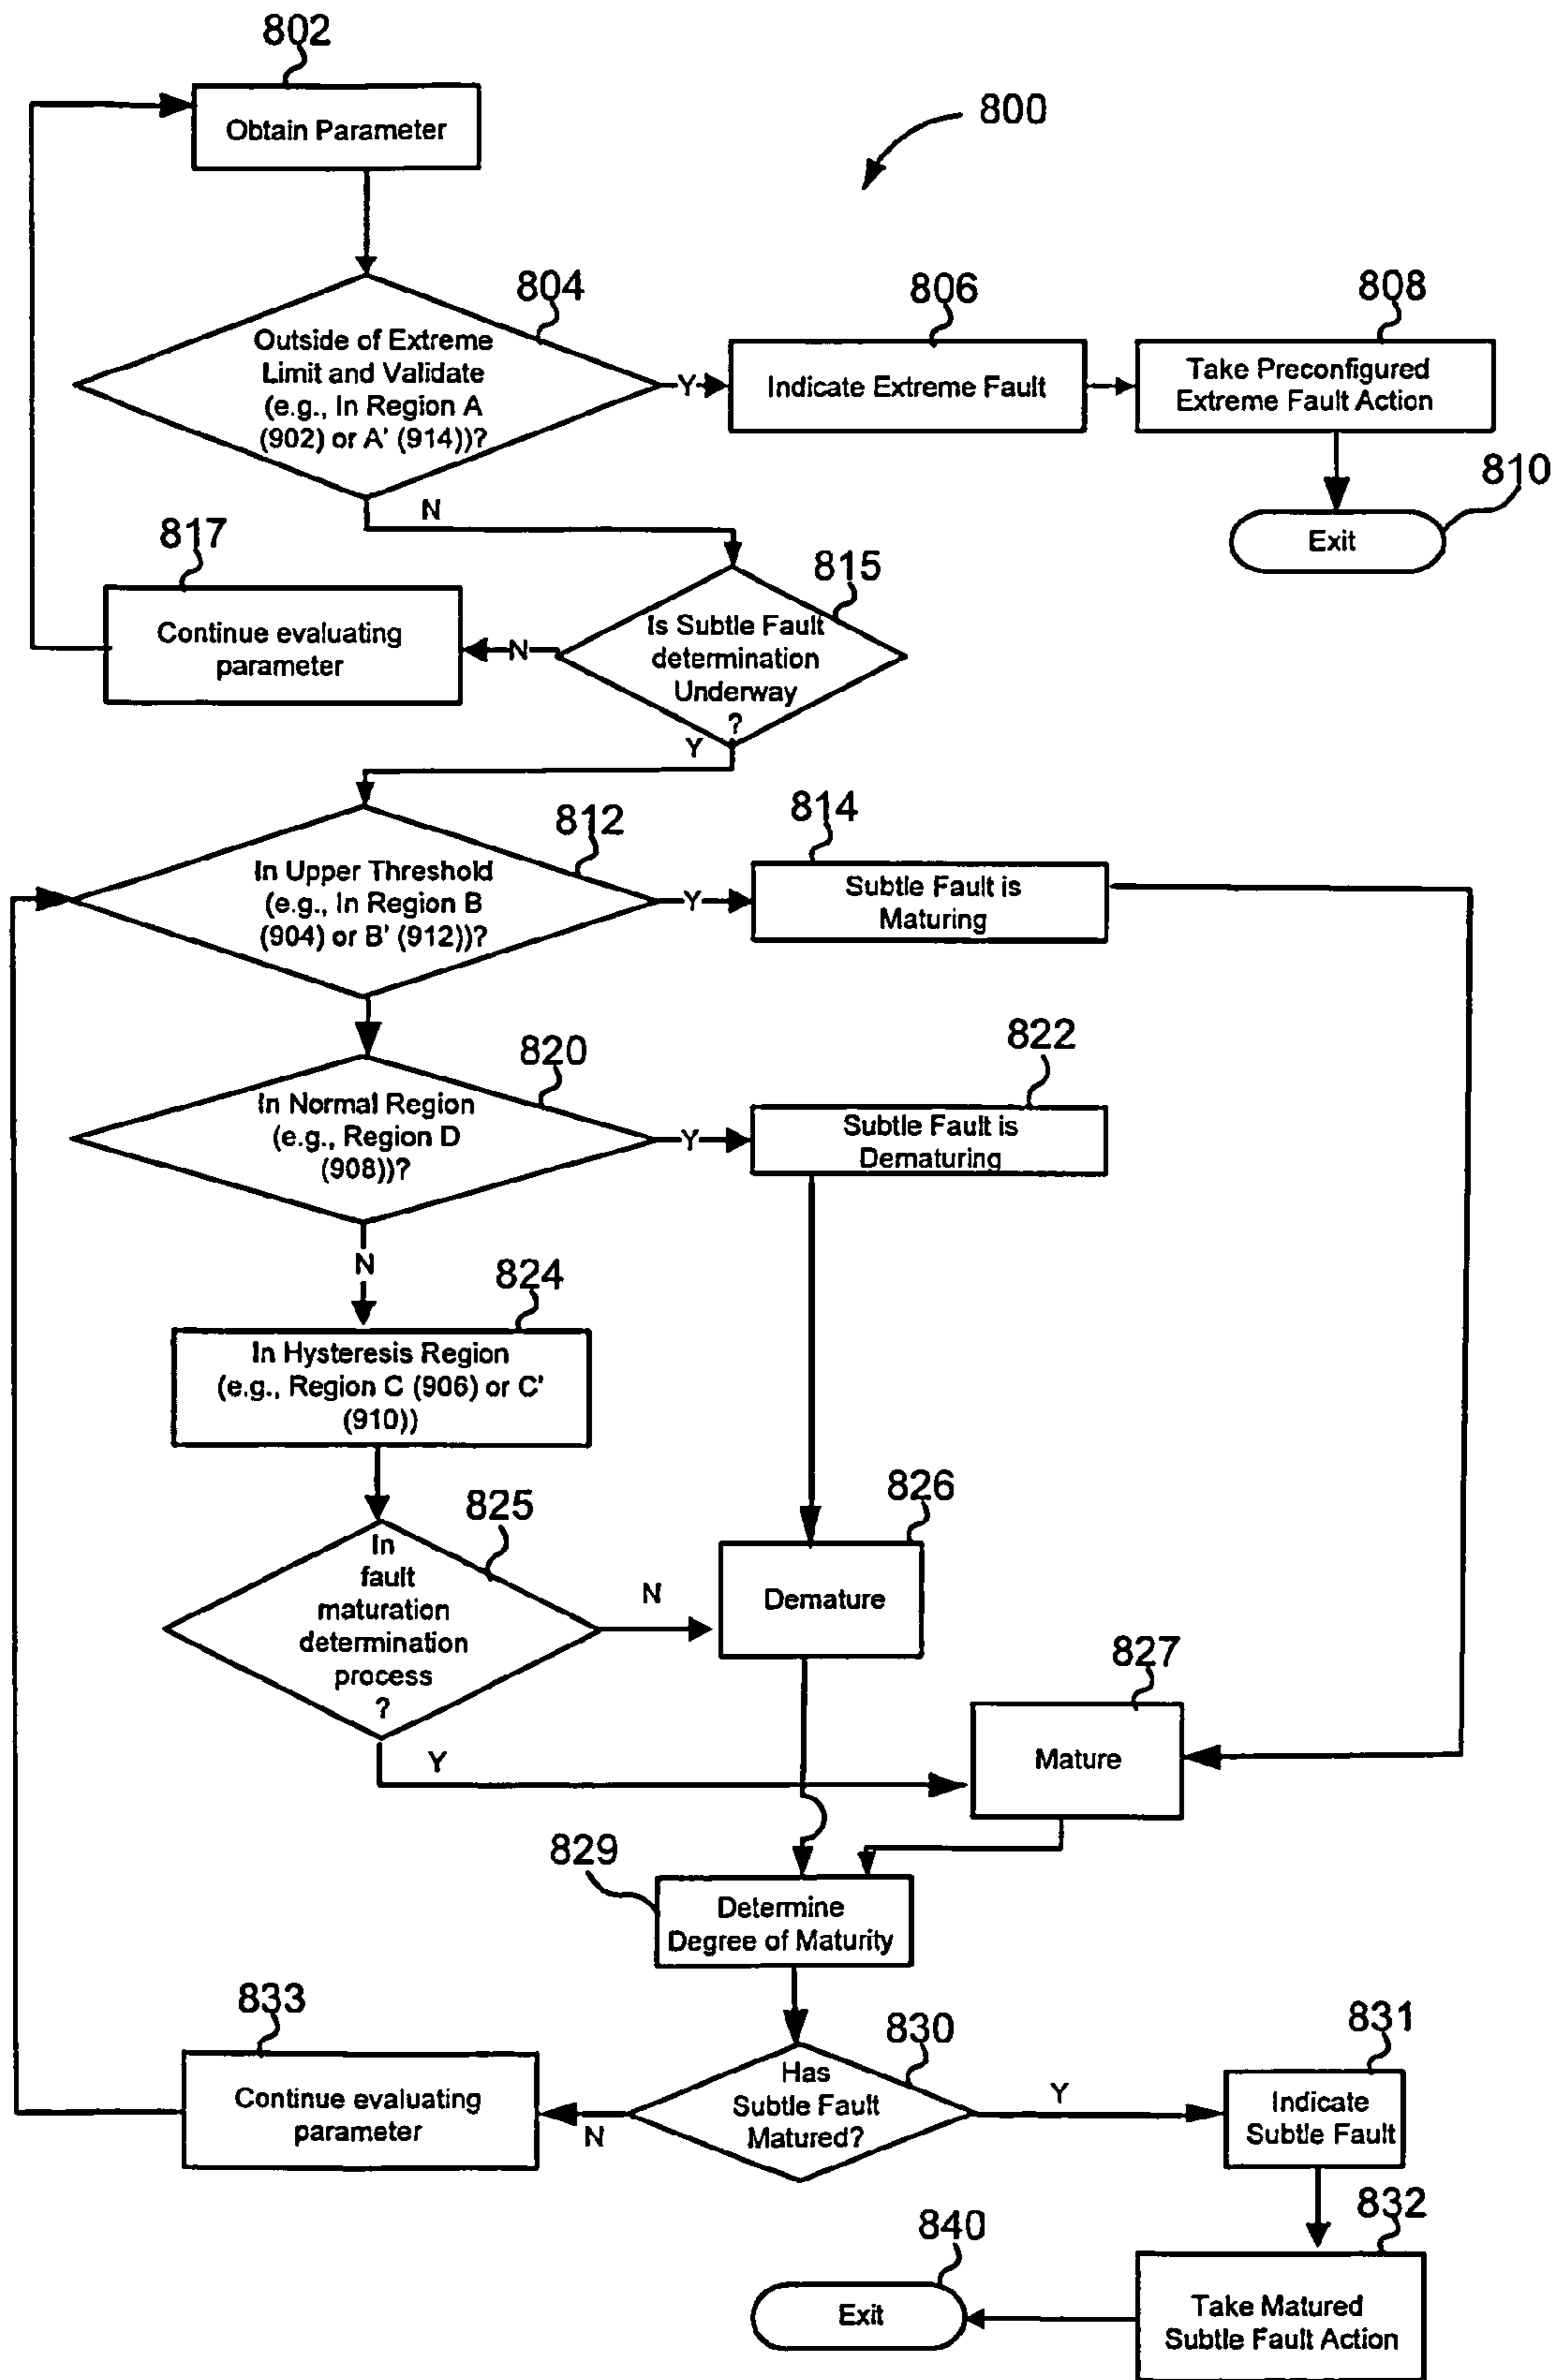 802
Obtain Parameter
800
804
Outside of Extreme
Limit and Validate
(e.g., In Region A
(902) or A' (914))?
Y
806
Indicate Extreme Fault
808
Take Preconfigured
Extreme Fault Action
810
Exit
N
817
Continue evaluating
parameter
N
815
Is Subtle Fault
determination
Underway
?
Y
812
In Upper Threshold
(e.g., In Region B
(904) or B' (912))?
Y
814
Subtle Fault is
Maturing
820
In Normal Region
(e.g., Region D
(908))?
Y
822
Subtle Fault is
Dematuring
N
824
In Hysteresis Region
(e.g., Region C (906) or C'
(910))
825
In
fault
maturation
determination
process
?
N
826
Demature
Y
827
Mature
829
Determine
Degree of Maturity
833
Continue evaluating
parameter
N
830
Has
Subtle Fault
Matured?
Y
831
Indicate
Subtle Fault
832
Take Matured
Subtle Fault Action
840
Exit